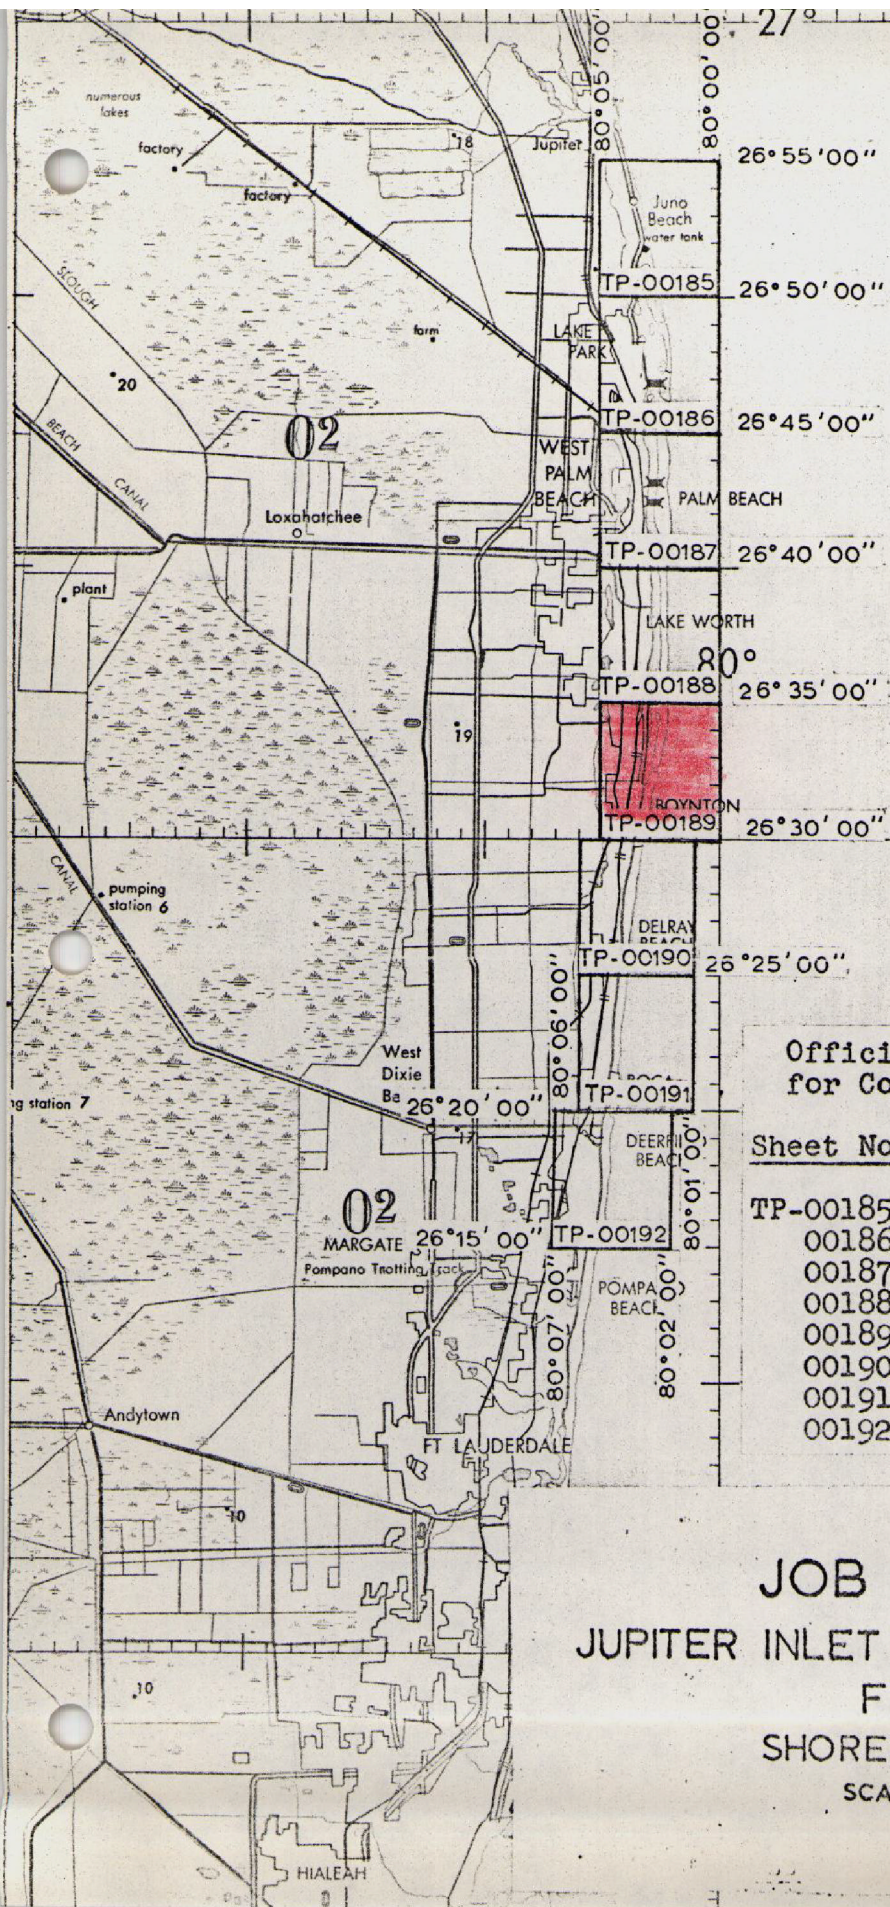 27°
80°05'00"
80°00'00"
numerous
lakes
factory
18
Jupiter
26°55'00"
factory
Juno
Beach
water tank
SLOUGH
TP-00185
26°50'00"
farm
LAKE
PARK
20
TP-00186
26°45'00"
02
BEACH
CANAL
WEST
PALM
BEACH
PALM BEACH
Loxahatchee
TP-00187
26°40'00"
plant
LAKE WORTH
80°
TP-00188
26°35'00"
19
BOYNTON
TP-00189
26°30'00"
CANAL
pumping
station 6
DELRAY
BEACH
TP-00190
26°25'00"
80°06'00"
West
Dixie
Be
Offici
for Co
TP-00191
ng station 7
26°20'00"
17
DEERFI
BEACH
80°01'00"
Sheet No
02
TP-00185
00186
00187
00188
00189
00190
00191
00192
MARGATE
26°15'00"
TP-00192
Pompano Trotting Track
POMPANO
BEACH
80°07'00"
80°02'00"
Andytown
FT LAUDERDALE
10
JOB
JUPITER INLET
F
SHORE
SCA
10
HIALEAH